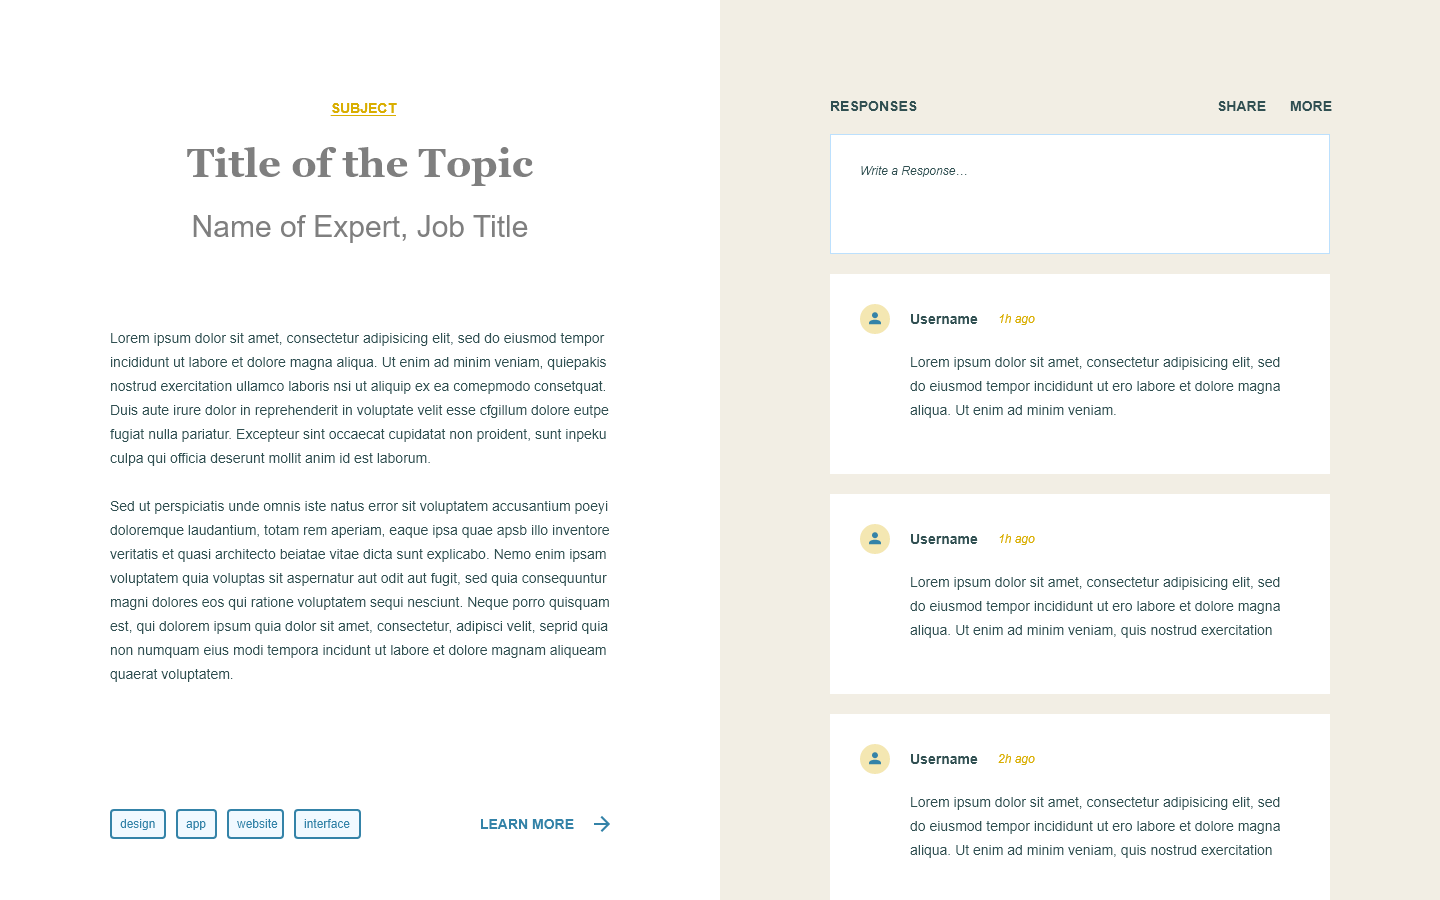 SUBJECT
Title of the Topic
Name of Expert, Job Title
Lorem ipsum dolor sit amet, consectetur adipisicing elit, sed do eiusmod tempor
incididunt ut labore et dolore magna aliqua. Ut enim ad minim veniam, quiepakis
nostrud exercitation ullamco laboris nsi ut aliquip ex ea comepmodo consetquat.
Duis aute irure dolor in reprehenderit in voluptate velit esse cfgillum dolore eutpe
fugiat nulla pariatur. Excepteur sint occaecat cupidatat non proident, sunt inpeku
culpa qui officia deserunt mollit anim id est laborum.
Sed ut perspiciatis unde omnis iste natus error sit voluptatem accusantium poeyi
doloremque laudantium, totam rem aperiam, eaque ipsa quae apsb illo inventore
veritatis et quasi architecto beiatae vitae dicta sunt explicabo. Nemo enim ipsam
voluptatem quia voluptas sit aspernatur aut odit aut fugit, sed quia consequuntur
magni dolores eos qui ratione voluptatem sequi nesciunt. Neque porro quisquam
est, qui dolorem ipsum quia dolor sit amet, consectetur, adipisci velit, seprid quia
non numquam eius modi tempora incidunt ut labore et dolore magnam aliqueam
quaerat voluptatem.
design app website interface LEARN MORE
RESPONSES SHARE MORE
Write a Response…
Username 1h ago
Lorem ipsum dolor sit amet, consectetur adipisicing elit, sed
do eiusmod tempor incididunt ut ero labore et dolore magna
aliqua. Ut enim ad minim veniam.
Username 1h ago
Lorem ipsum dolor sit amet, consectetur adipisicing elit, sed
do eiusmod tempor incididunt ut ero labore et dolore magna
aliqua. Ut enim ad minim veniam, quis nostrud exercitation
Username 2h ago
Lorem ipsum dolor sit amet, consectetur adipisicing elit, sed
do eiusmod tempor incididunt ut ero labore et dolore magna
aliqua. Ut enim ad minim veniam, quis nostrud exercitation